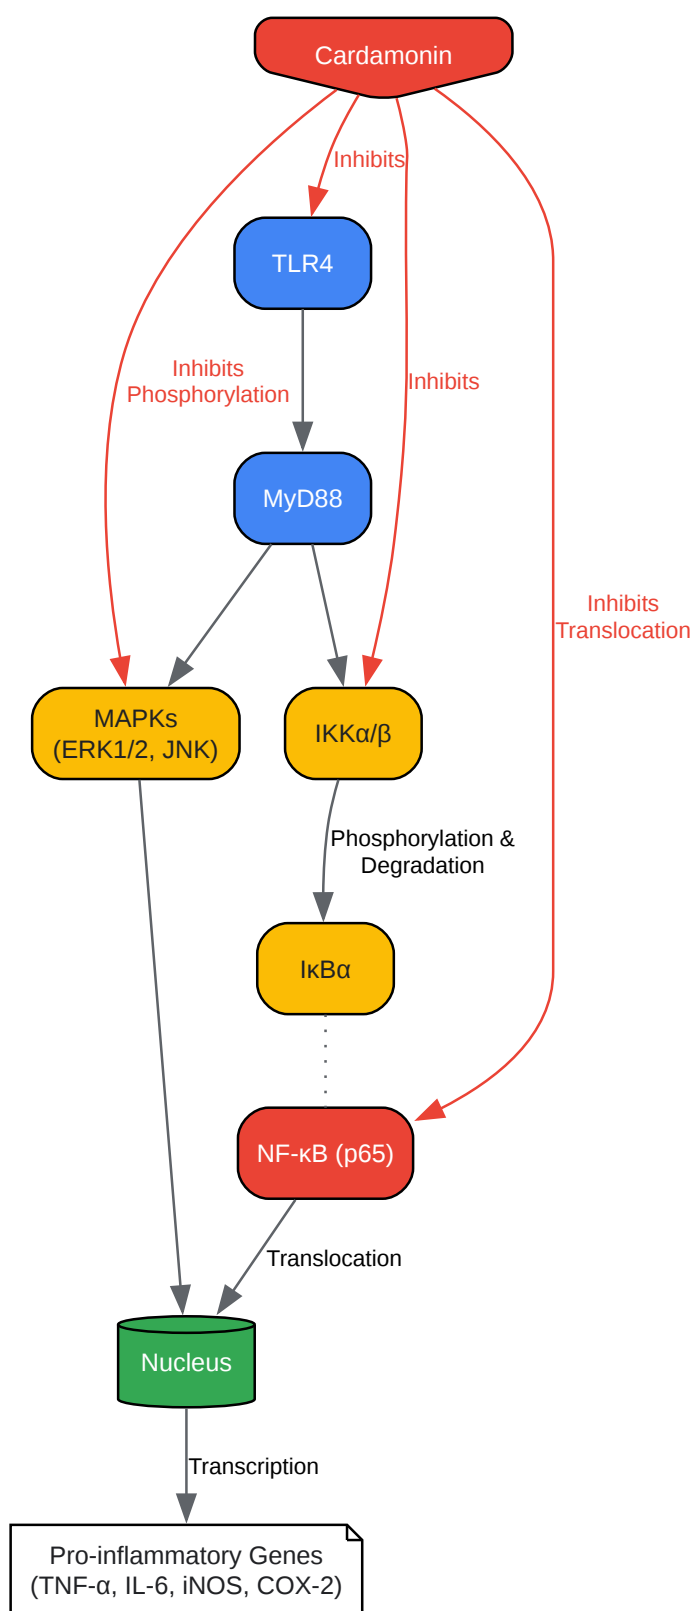 Cardamonin
Inhibits
TLR4
Inhibits
Phosphorylation
Inhibits
MyD88
Inhibits
Translocation
MAPKs
(ERK1/2, JNK)
IKKα/β
Phosphorylation &
Degradation
IκBα
NF-κB (p65)
Translocation
Nucleus
Transcription
Pro-inflammatory Genes
(TNF-α, IL-6, iNOS, COX-2)